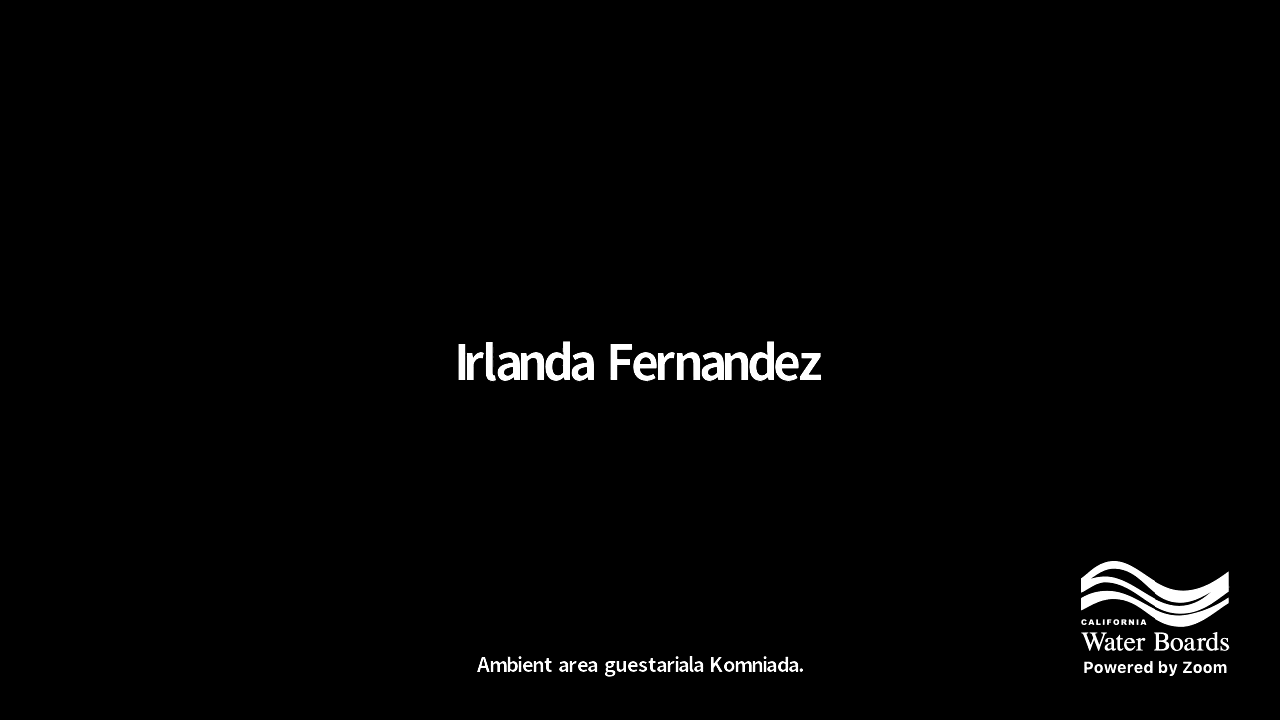 Irlanda Fernandez
CALIFORNIA
Water Boards
Powered by Zoom
Ambient area guestariala Komniada.